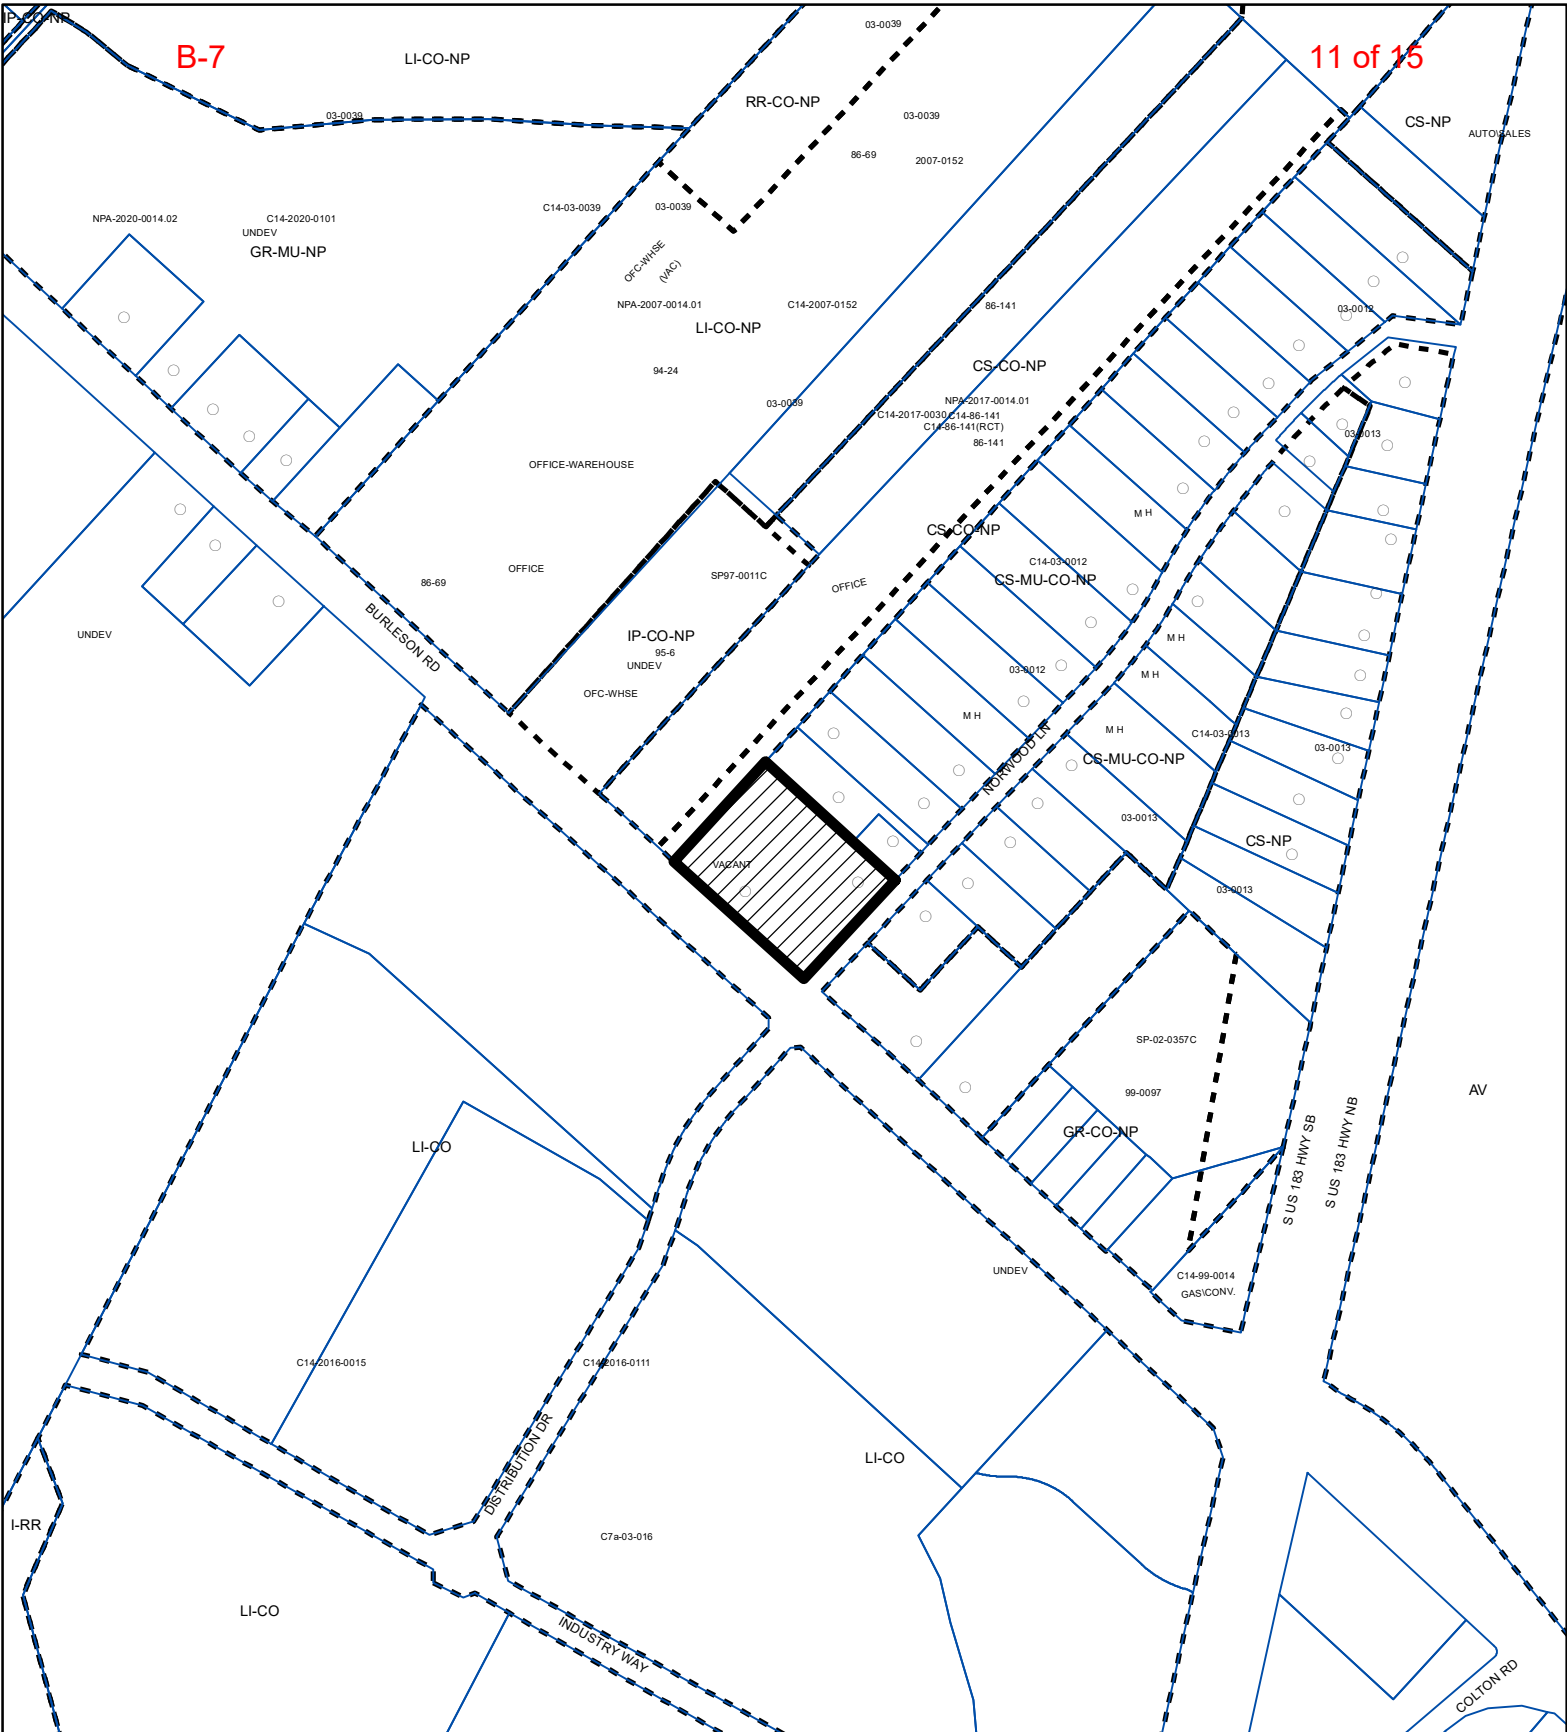 IP-CO-NP
B-7
LI-CO-NP
03-0039
11 of 15
RR-CO-NP
03-0039
03-0039
86-69
2007-0152
CS-NP
AUTO\SALES
NPA-2020-0014.02
C14-2020-0101
UNDEV
GR-MU-NP
C14-03-0039
03-0039
OFC-WHSE
(VAC)
NPA-2007-0014.01
C14-2007-0152
LI-CO-NP
86-141
03-0012
94-24
CS-CO-NP
03-0039
NPA-2017-0014.01
C14-2017-0030
C14-86-141
C14-86-141(RCT)
86-141
03-0013
OFFICE-WAREHOUSE
M H
CS-CO-NP
OFFICE
86-69
SP97-0011C
OFFICE
C14-03-0012
CS-MU-CO-NP
UNDEV
BURLESON RD
IP-CO-NP
95-6
UNDEV
OFC-WHSE
03-0012
M H
M H
M H
M H
NORWOOD LN
C14-03-0013
03-0013
CS-MU-CO-NP
03-0013
CS-NP
VACANT
03-0013
SP-02-0357C
99-0097
AV
GR-CO-NP
LI-CO
S US 183 HWY SB
S US 183 HWY NB
UNDEV
C14-99-0014
GAS\CONV.
C14-2016-0015
C14-2016-0111
DISTRIBUTION DR
LI-CO
I-RR
C7a-03-016
LI-CO
INDUSTRY WAY
COLTON RD